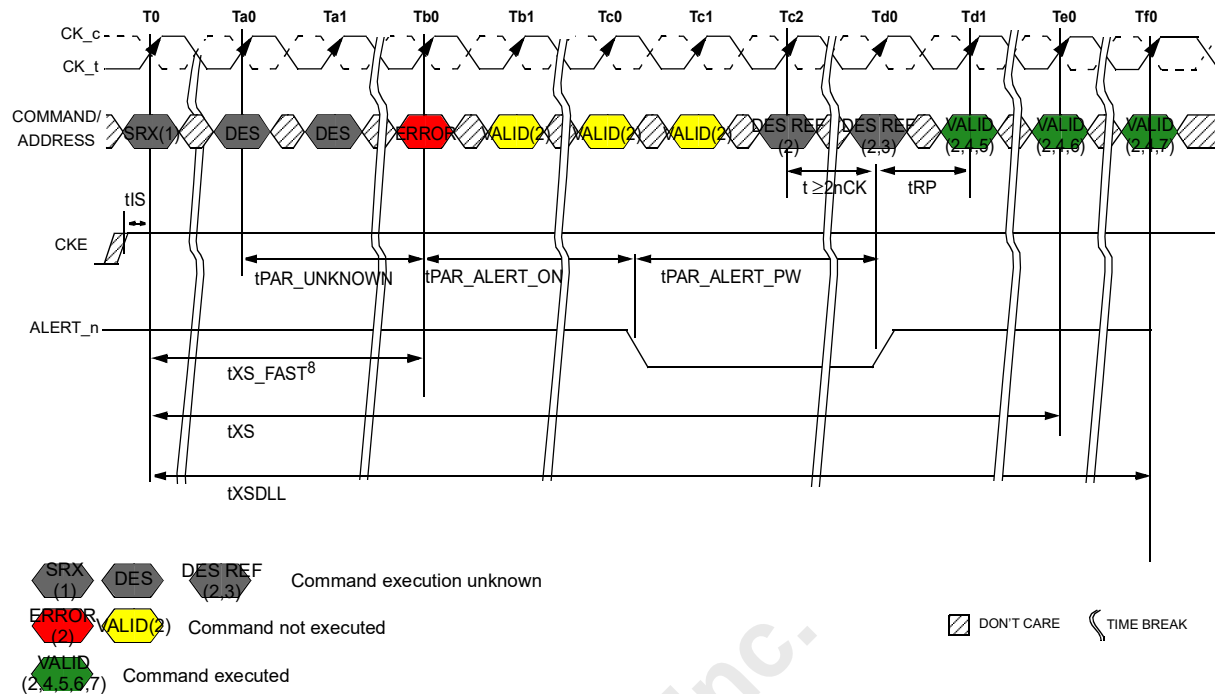 T0 Ta0 Ta1 Tb0 Tb1 Tc0 Tc1 Tc2 Td0 Td1 Te0 Tf0
CK_c
CK_t
COMMAND/
ADDRESS
SRX(1) DES DES ERROR VALID(2) VALID(2) VALID(2) DES REF (2) DES REF (2,3) VALID (2,4,5) VALID (2,4,6) VALID (2,4,7)
t ≥2nCK tRP
tIS
CKE
tPAR_UNKNOWN tPAR_ALERT_ON tPAR_ALERT_PW
ALERT_n
tXS_FAST8
tXS
tXSDLL
SRX (1) DES DES REF (2,3) Command execution unknown
ERROR (2) VALID(2) Command not executed
DON'T CARE TIME BREAK
VALID (2,4,5,6,7) Command executed
Inc.